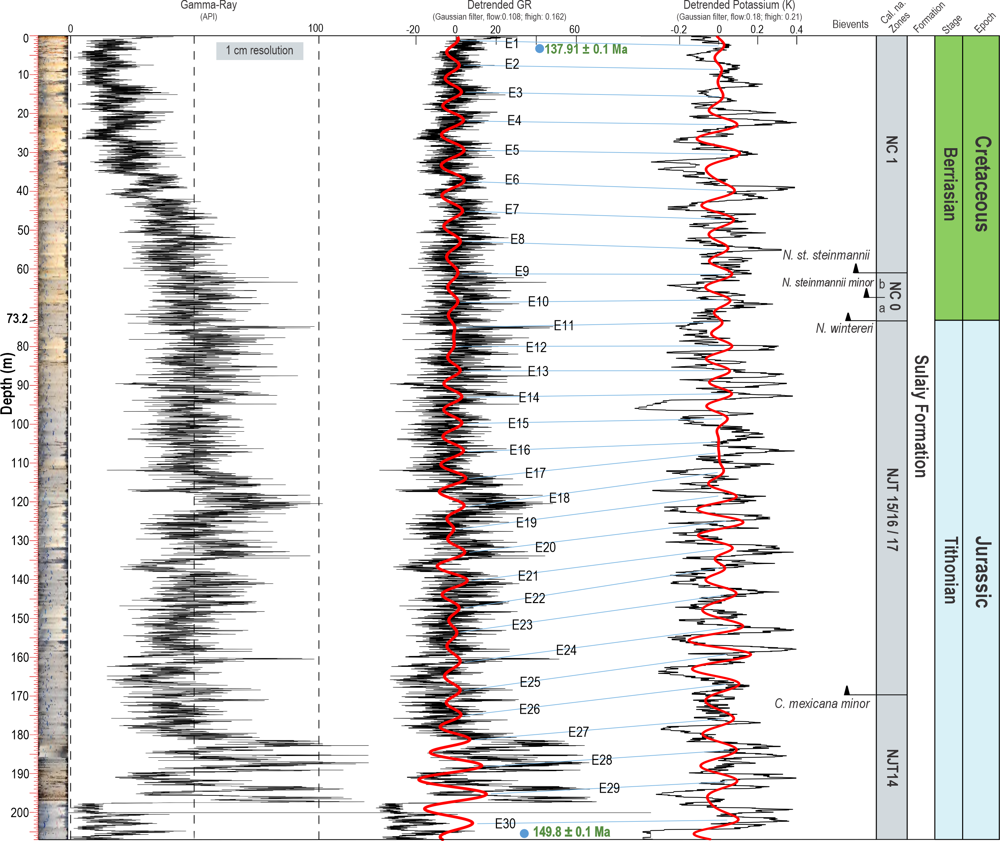 Gamma-Ray
(API)
Detrended GR
(Gaussian filter, flow:0.108; fhigh: 0.162)
Detrended Potassium (K)
(Gaussian filter, flow:0.18; fhigh: 0.21)
Bievents
Cal. na.
Zones
Formation
Stage
Epoch
0
100
-20
0
20
60
-0.2
0
0.2
0.4
1 cm resolution
Depth (m)
0
10
20
30
40
50
60
73.2
80
90
100
110
120
130
140
150
160
170
180
190
200
50
E1
137.91 ± 0.1 Ma
E2
E3
E4
E5
E6
E7
E8
E9
E10
E11
E12
E13
E14
E15
E16
E17
E18
E19
E20
E21
E22
E23
E24
E25
E26
E27
E28
E29
E30
149.8 ± 0.1 Ma
N. st. steinmannii
N. steinmannii minor
N. wintereri
C. mexicana minor
NC 1
b
NC 0
a
NJT 15/16 / 17
NJT14
Sulaiy Formation
Berriasian
Tithonian
Cretaceous
Jurassic